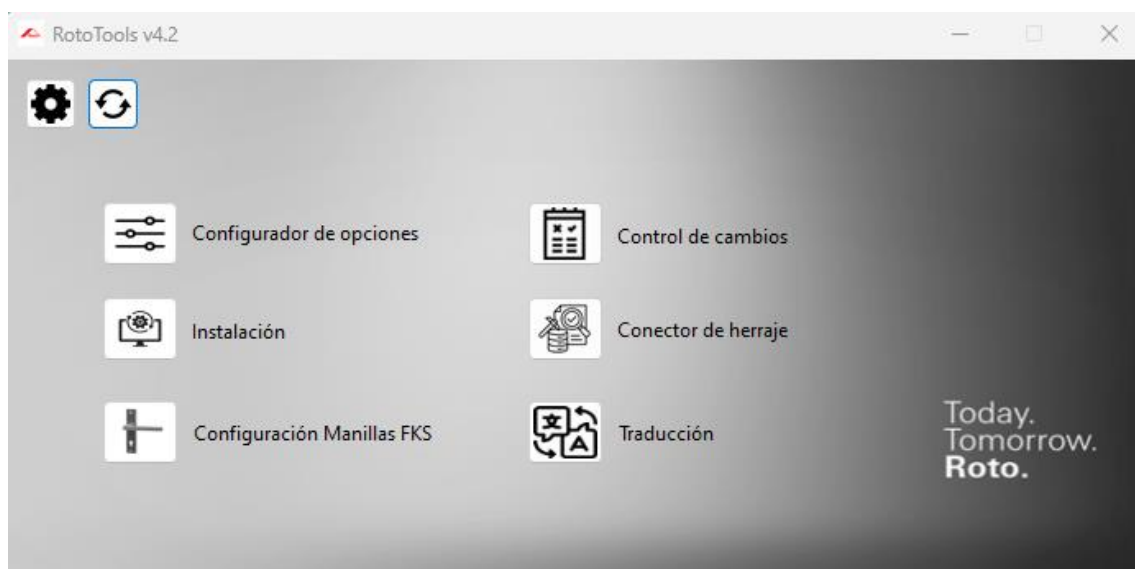 RotoTools v4.2
Configurador de opciones
Control de cambios
Instalación
Conector de herraje
Configuración Manillas FKS
Traducción
Today.
Tomorrow.
Roto.